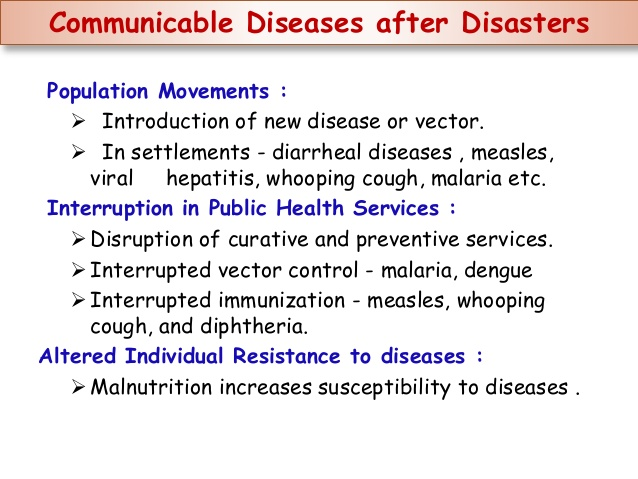 Communicable Diseases after Disasters
Population Movements :
➢ Introduction of new disease or vector.
➢ In settlements - diarrheal diseases , measles,
viral hepatitis, whooping cough, malaria etc.
Interruption in Public Health Services :
➢ Disruption of curative and preventive services.
➢ Interrupted vector control - malaria, dengue
➢ Interrupted immunization - measles, whooping
cough, and diphtheria.
Altered Individual Resistance to diseases :
➢ Malnutrition increases susceptibility to diseases .